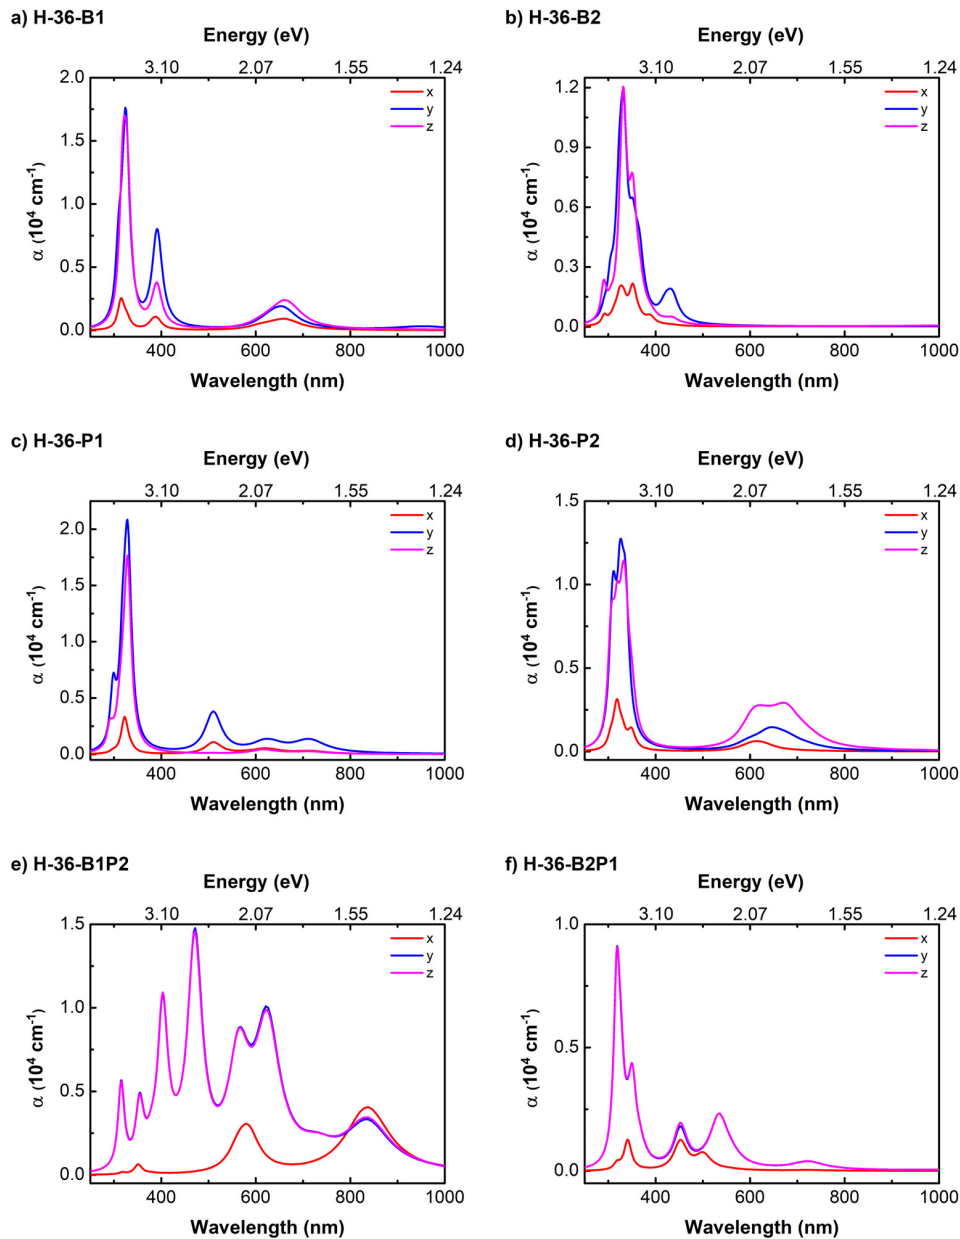 a) H-36-B1
Energy (eV)
3.10 2.07 1.55 1.24
x
y
z
2.0
1.5
1.0
0.5
0.0
α (10⁴ cm⁻¹)
400 600 800 1000
Wavelength (nm)
b) H-36-B2
Energy (eV)
3.10 2.07 1.55 1.24
x
y
z
1.2
0.9
0.6
0.3
0.0
α (10⁴ cm⁻¹)
400 600 800 1000
Wavelength (nm)
c) H-36-P1
Energy (eV)
3.10 2.07 1.55 1.24
x
y
z
2.0
1.5
1.0
0.5
0.0
α (10⁴ cm⁻¹)
400 600 800 1000
Wavelength (nm)
d) H-36-P2
Energy (eV)
3.10 2.07 1.55 1.24
x
y
z
1.5
1.0
0.5
0.0
α (10⁴ cm⁻¹)
400 600 800 1000
Wavelength (nm)
e) H-36-B1P2
Energy (eV)
3.10 2.07 1.55 1.24
x
y
z
1.5
1.0
0.5
0.0
α (10⁴ cm⁻¹)
400 600 800 1000
Wavelength (nm)
f) H-36-B2P1
Energy (eV)
3.10 2.07 1.55 1.24
x
y
z
1.0
0.5
0.0
α (10⁴ cm⁻¹)
400 600 800 1000
Wavelength (nm)